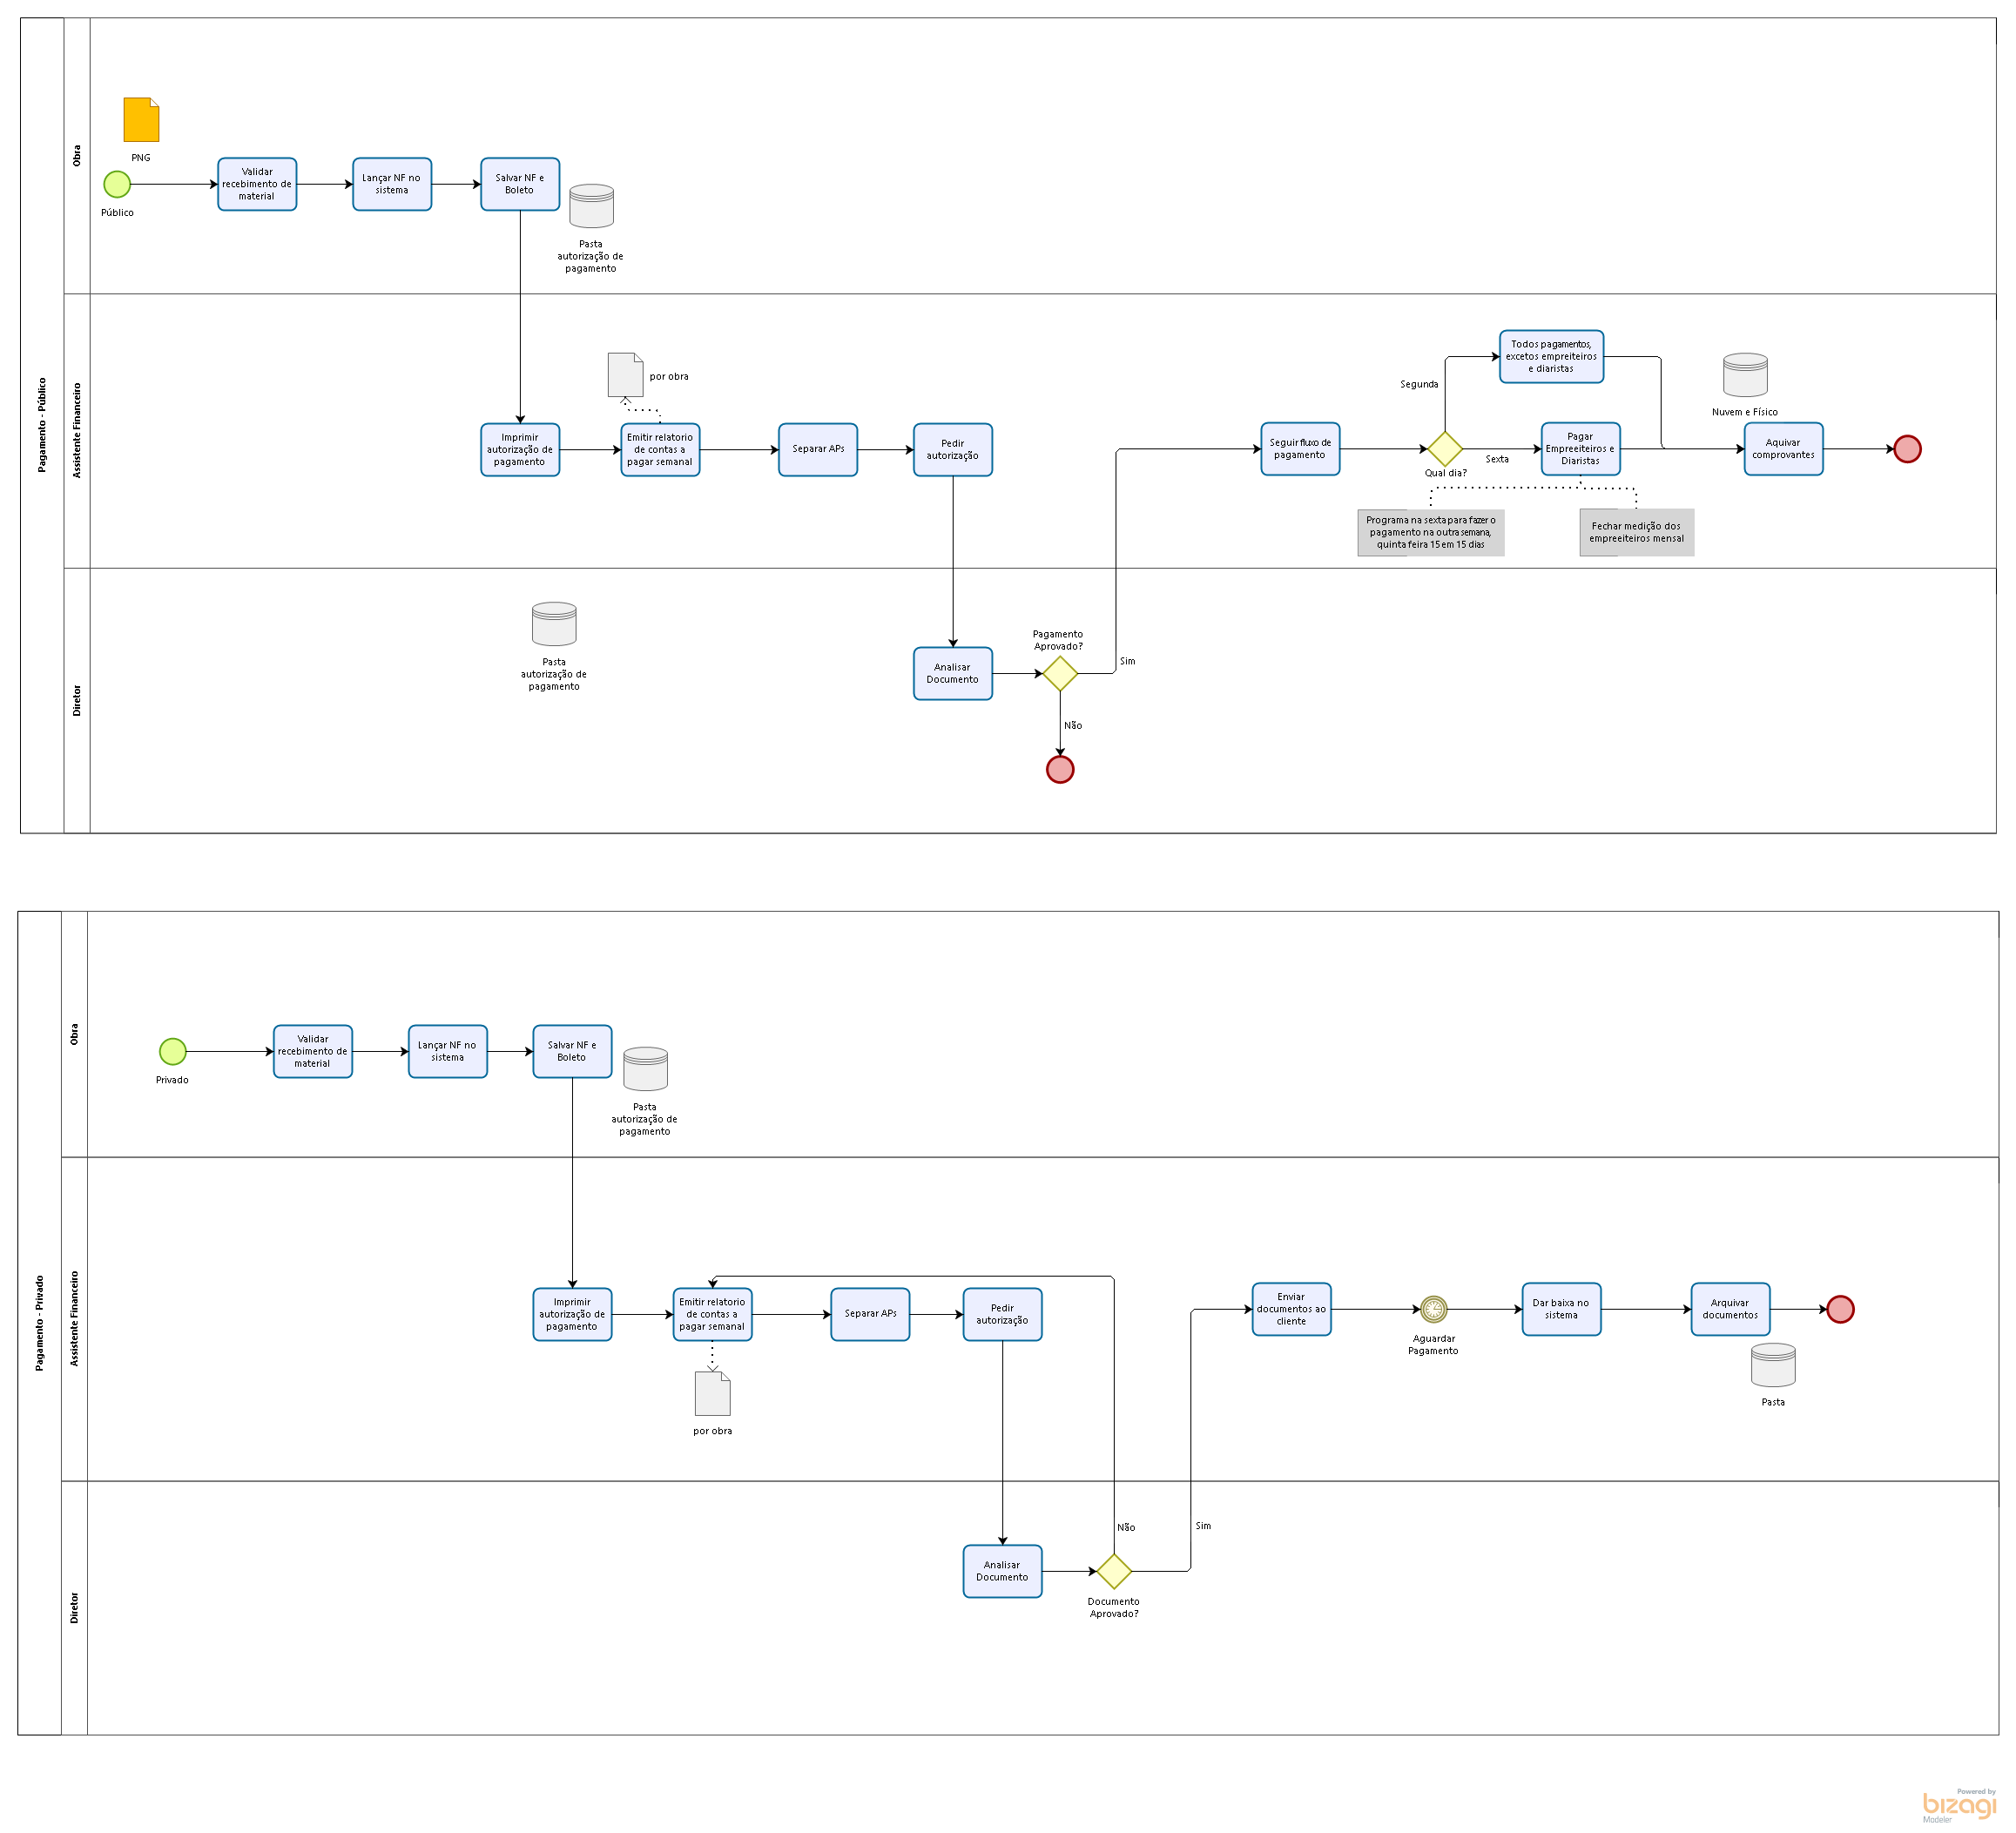 Pagamento - Público
Obra
PNG
Público
Validar
recebimento de
material
Lançar NF no
sistema
Salvar NF e
Boleto
Pasta
autorização de
pagamento
Assistente Financeiro
Imprimir
autorização de
pagamento
por obra
Emitir relatorio
de contas a
pagar semanal
Separar APs
Pedir
autorização
Seguir fluxo de
pagamento
Qual dia?
Segunda
Todos pagamentos,
excetos empreiteiros
e diaristas
Sexta
Pagar
Empreeiteiros e
Diaristas
Programa na sexta para fazer o
pagamento na outra semana,
quinta feira 15 em 15 dias
Fechar medição dos
empreeiteiros mensal
Nuvem e Físico
Aquivar
comprovantes
Diretor
Pasta
autorização de
pagamento
Analisar
Documento
Pagamento
Aprovado?
Sim
Não
Pagamento - Privado
Obra
Privado
Validar
recebimento de
material
Lançar NF no
sistema
Salvar NF e
Boleto
Pasta
autorização de
pagamento
Assistente Financeiro
Imprimir
autorização de
pagamento
Emitir relatorio
de contas a
pagar semanal
por obra
Separar APs
Pedir
autorização
Enviar
documentos ao
cliente
Aguardar
Pagamento
Dar baixa no
sistema
Arquivar
documentos
Pasta
Diretor
Analisar
Documento
Documento
Aprovado?
Não
Sim
Powered by
bizagi
Modeler